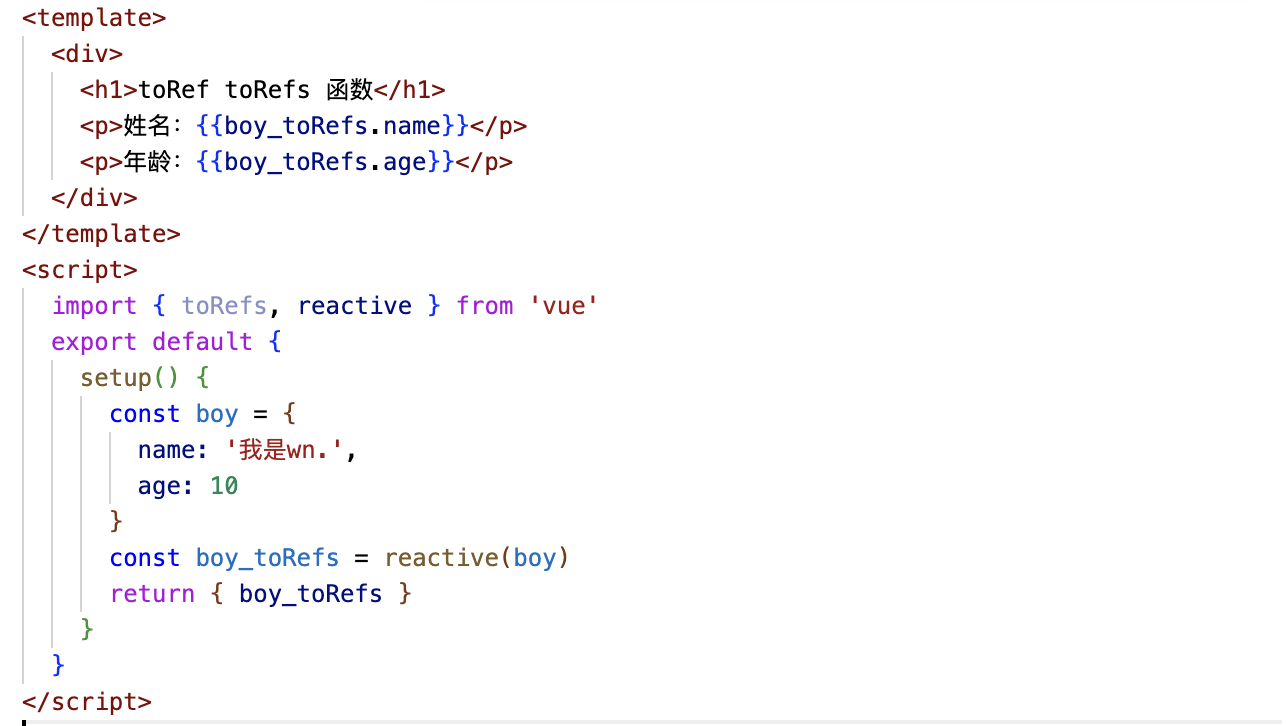 <template>
  <div>
    <h1>toRef toRefs 函数</h1>
    <p>姓名：{{boy_toRefs.name}}</p>
    <p>年龄：{{boy_toRefs.age}}</p>
  </div>
</template>
<script>
  import { toRefs, reactive } from 'vue'
  export default {
    setup() {
      const boy = {
        name: '我是wn.',
        age: 10
      }
      const boy_toRefs = reactive(boy)
      return { boy_toRefs }
    }
  }
</script>